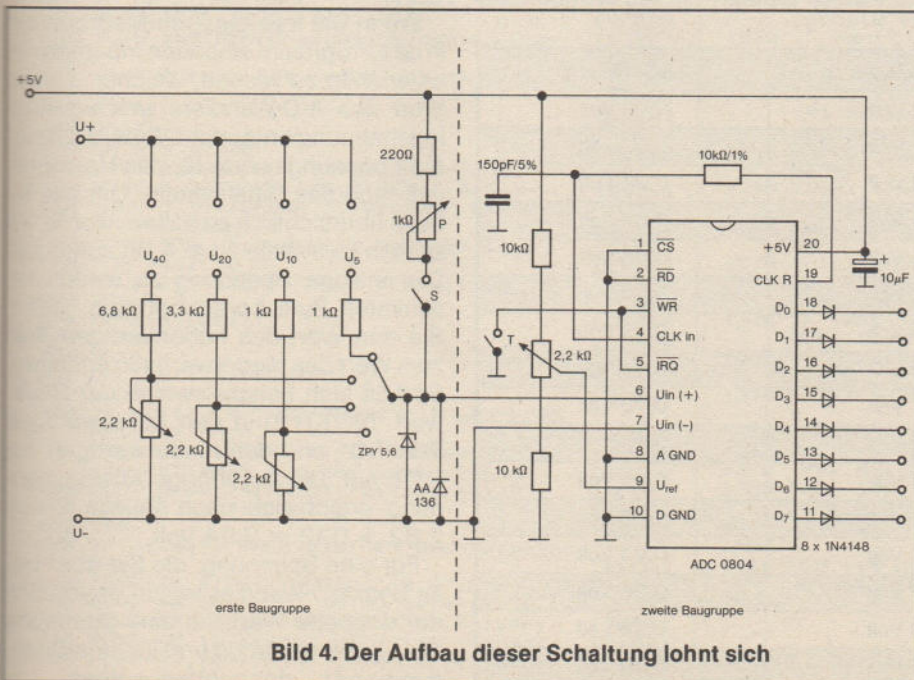 +5V
U+
220Ω
1kΩ
P
S
U40
U20
U10
U5
6,8 kΩ
3,3 kΩ
1 kΩ
1 kΩ
2,2 kΩ
2,2 kΩ
2,2 kΩ
ZPY 5,6
AA
136
U-
erste Baugruppe
150pF/5%
10kΩ/1%
10kΩ
T
2,2 kΩ
10 kΩ
1 CS
2 RD
3 WR
4 CLK in
5 IRQ
6 Uin (+)
7 Uin (-)
8 A GND
9 Uref
10 D GND
+5V 20
CLK R 19
D0 18
D1 17
D2 16
D3 15
D4 14
D5 13
D6 12
D7 11
+
10µF
8 x 1N4148
ADC 0804
zweite Baugruppe
Bild 4. Der Aufbau dieser Schaltung lohnt sich